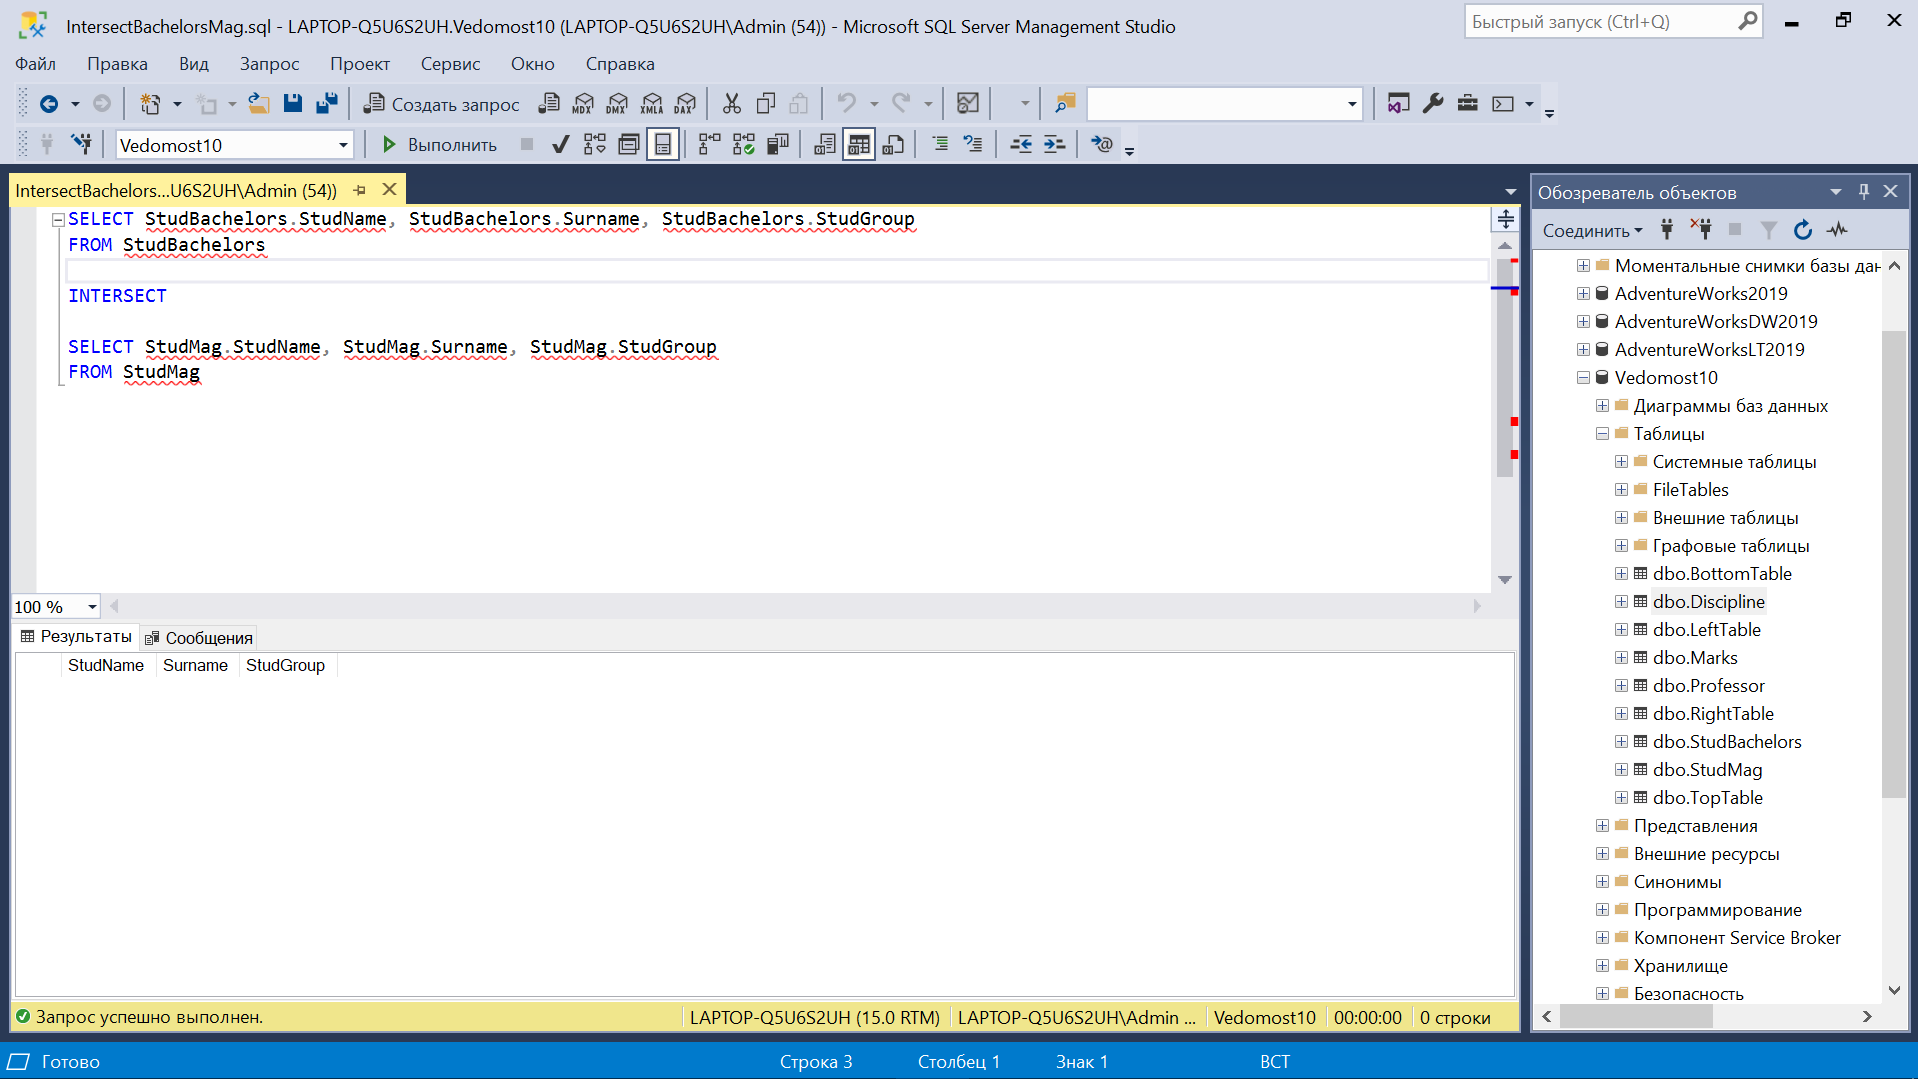 IntersectBachelorsMag.sql - LAPTOP-Q5U6S2UH.Vedomost10 (LAPTOP-Q5U6S2UH\Admin (54)) - Microsoft SQL Server Management Studio
Быстрый запуск (Ctrl+Q)
Файл Правка Вид Запрос Проект Сервис Окно Справка
Создать запрос MDX DMX XMLA DAX
Vedomost10 Выполнить
IntersectBachelors...U6S2UH\Admin (54))
SELECT StudBachelors.StudName, StudBachelors.Surname, StudBachelors.StudGroup
FROM StudBachelors
INTERSECT
SELECT StudMag.StudName, StudMag.Surname, StudMag.StudGroup
FROM StudMag
100 %
Результаты Сообщения
StudName Surname StudGroup
Запрос успешно выполнен. LAPTOP-Q5U6S2UH (15.0 RTM) LAPTOP-Q5U6S2UH\Admin ... Vedomost10 00:00:00 0 строки
Обозреватель объектов
Соединить
Моментальные снимки базы дан
AdventureWorks2019
AdventureWorksDW2019
AdventureWorksLT2019
Vedomost10
Диаграммы баз данных
Таблицы
Системные таблицы
FileTables
Внешние таблицы
Графовые таблицы
dbo.BottomTable
dbo.Discipline
dbo.LeftTable
dbo.Marks
dbo.Professor
dbo.RightTable
dbo.StudBachelors
dbo.StudMag
dbo.TopTable
Представления
Внешние ресурсы
Синонимы
Программирование
Компонент Service Broker
Хранилище
Безопасность
Готово Строка 3 Столбец 1 Знак 1 ВСТ